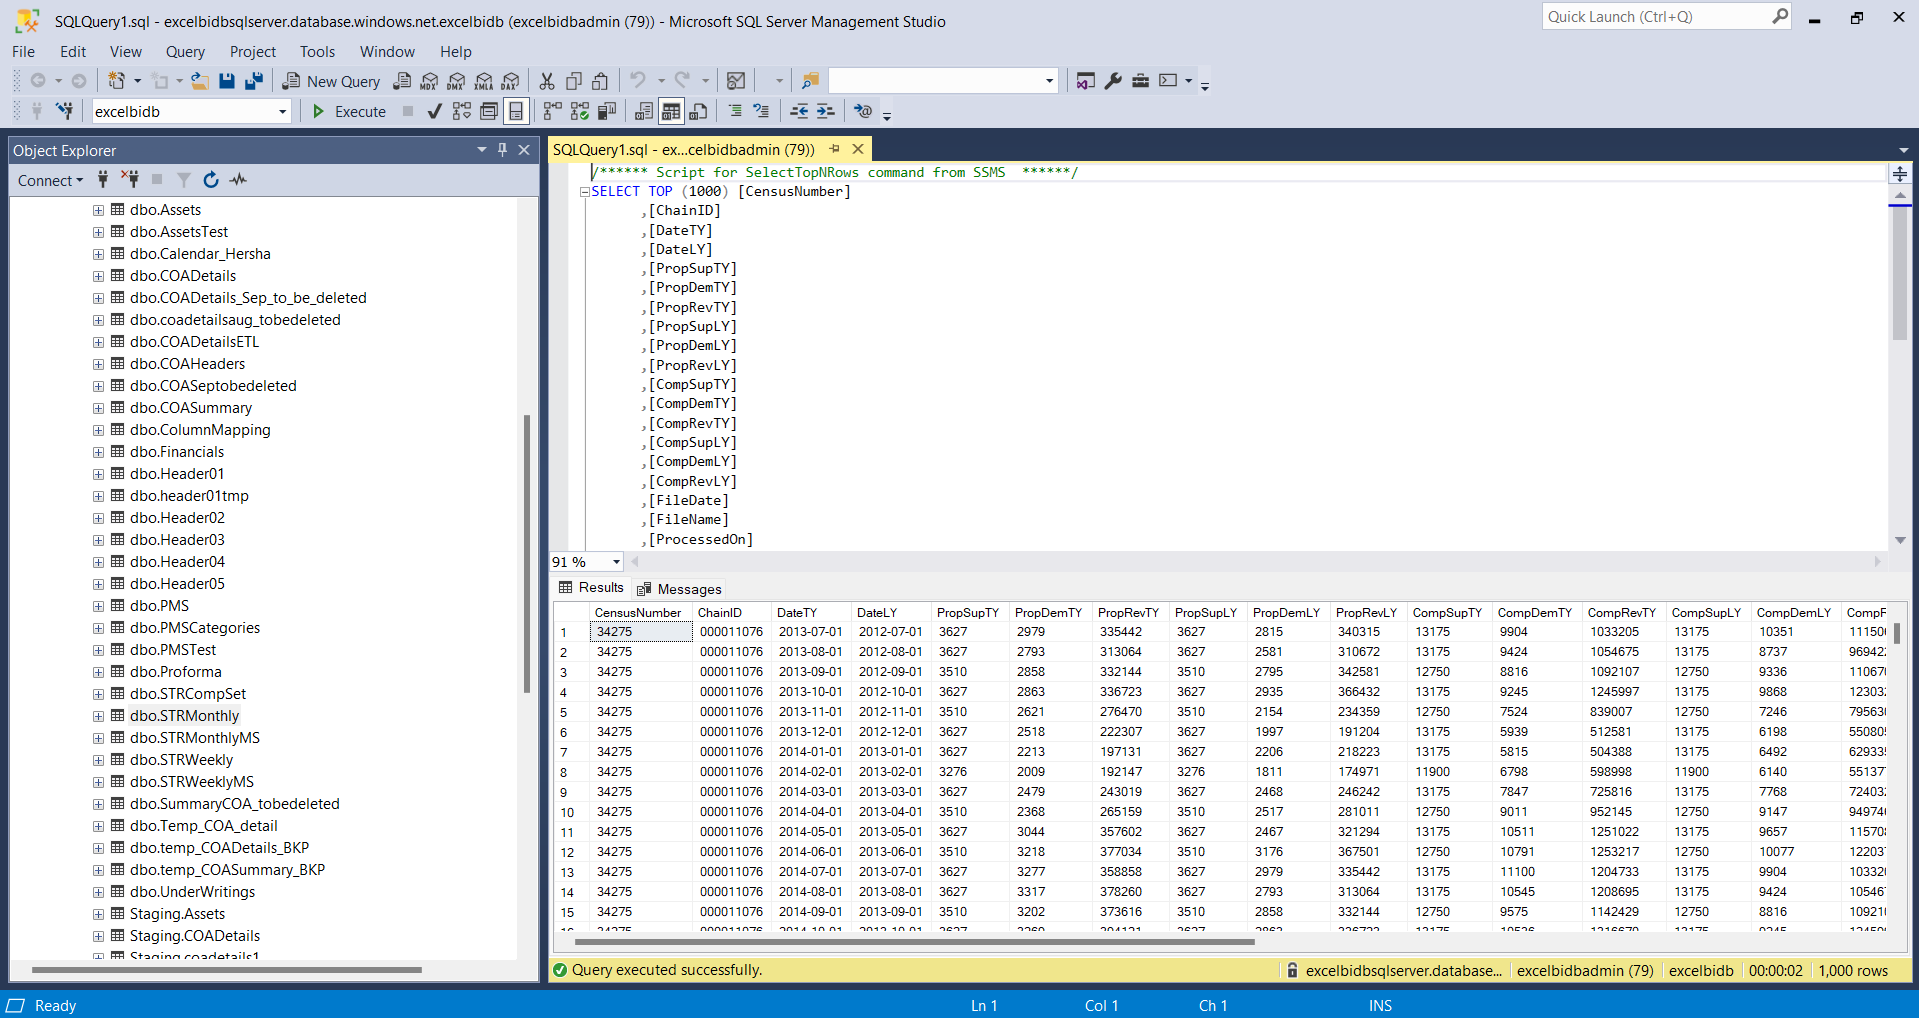 SQLQuery1.sql - excelbidbsqlserver.database.windows.net.excelbidb (excelbidbadmin (79)) - Microsoft SQL Server Management Studio
Quick Launch (Ctrl+Q)
File Edit View Query Project Tools Window Help
New Query MDX DMX XMLA DAX
excelbidb Execute
Object Explorer
Connect
dbo.Assets
dbo.AssetsTest
dbo.Calendar_Hersha
dbo.COADetails
dbo.COADetails_Sep_to_be_deleted
dbo.coadetailsaug_tobedeleted
dbo.COADetailsETL
dbo.COAHeaders
dbo.COASeptobedeleted
dbo.COASummary
dbo.ColumnMapping
dbo.Financials
dbo.Header01
dbo.header01tmp
dbo.Header02
dbo.Header03
dbo.Header04
dbo.Header05
dbo.PMS
dbo.PMSCategories
dbo.PMSTest
dbo.Proforma
dbo.STRCompSet
dbo.STRMonthly
dbo.STRMonthlyMS
dbo.STRWeekly
dbo.STRWeeklyMS
dbo.SummaryCOA_tobedeleted
dbo.Temp_COA_detail
dbo.temp_COADetails_BKP
dbo.temp_COASummary_BKP
dbo.UnderWritings
Staging.Assets
Staging.COADetails
Staging.coadetails1
SQLQuery1.sql - ex...celbidbadmin (79))
/****** Script for SelectTopNRows command from SSMS ******/
SELECT TOP (1000) [CensusNumber]
,[ChainID]
,[DateTY]
,[DateLY]
,[PropSupTY]
,[PropDemTY]
,[PropRevTY]
,[PropSupLY]
,[PropDemLY]
,[PropRevLY]
,[CompSupTY]
,[CompDemTY]
,[CompRevTY]
,[CompSupLY]
,[CompDemLY]
,[CompRevLY]
,[FileDate]
,[FileName]
,[ProcessedOn]
91 %
Results Messages
CensusNumber ChainID DateTY DateLY PropSupTY PropDemTY PropRevTY PropSupLY PropDemLY PropRevLY CompSupTY CompDemTY CompRevTY CompSupLY CompDemLY
1 34275 000011076 2013-07-01 2012-07-01 3627 2979 335442 3627 2815 340315 13175 9904 1033205 13175 10351 11150
2 34275 000011076 2013-08-01 2012-08-01 3627 2793 313064 3627 2581 310672 13175 9424 1054675 13175 8737 96942
3 34275 000011076 2013-09-01 2012-09-01 3510 2858 332144 3510 2795 342581 12750 8816 1092107 12750 9336 11067
4 34275 000011076 2013-10-01 2012-10-01 3627 2863 336723 3627 2935 366432 13175 9245 1245997 13175 9868 12303
5 34275 000011076 2013-11-01 2012-11-01 3510 2621 276470 3510 2154 234359 12750 7524 839007 12750 7246 79563
6 34275 000011076 2013-12-01 2012-12-01 3627 2518 222307 3627 1997 191204 13175 5939 512581 13175 6198 55080
7 34275 000011076 2014-01-01 2013-01-01 3627 2213 197131 3627 2206 218223 13175 5815 504388 13175 6492 62933
8 34275 000011076 2014-02-01 2013-02-01 3276 2009 192147 3276 1811 174971 11900 6798 598998 11900 6140 55137
9 34275 000011076 2014-03-01 2013-03-01 3627 2479 243019 3627 2468 246242 13175 7847 725816 13175 7768 72403
10 34275 000011076 2014-04-01 2013-04-01 3510 2368 265159 3510 2517 281011 12750 9011 952145 12750 9147 94974
11 34275 000011076 2014-05-01 2013-05-01 3627 3044 357602 3627 2467 321294 13175 10511 1251022 13175 9657 11570
12 34275 000011076 2014-06-01 2013-06-01 3510 3218 377034 3510 3176 367501 12750 10791 1253217 12750 10077 12203
13 34275 000011076 2014-07-01 2013-07-01 3627 3277 358858 3627 2979 335442 13175 11100 1204733 13175 9904 10332
14 34275 000011076 2014-08-01 2013-08-01 3627 3317 378260 3627 2793 313064 13175 10545 1208695 13175 9424 10546
15 34275 000011076 2014-09-01 2013-09-01 3510 3202 373616 3510 2858 332144 12750 9575 1142429 12750 8816 10921
Query executed successfully.
excelbidbsqlserver.database... excelbidbadmin (79) excelbidb 00:00:02 1,000 rows
Ready Ln 1 Col 1 Ch 1 INS